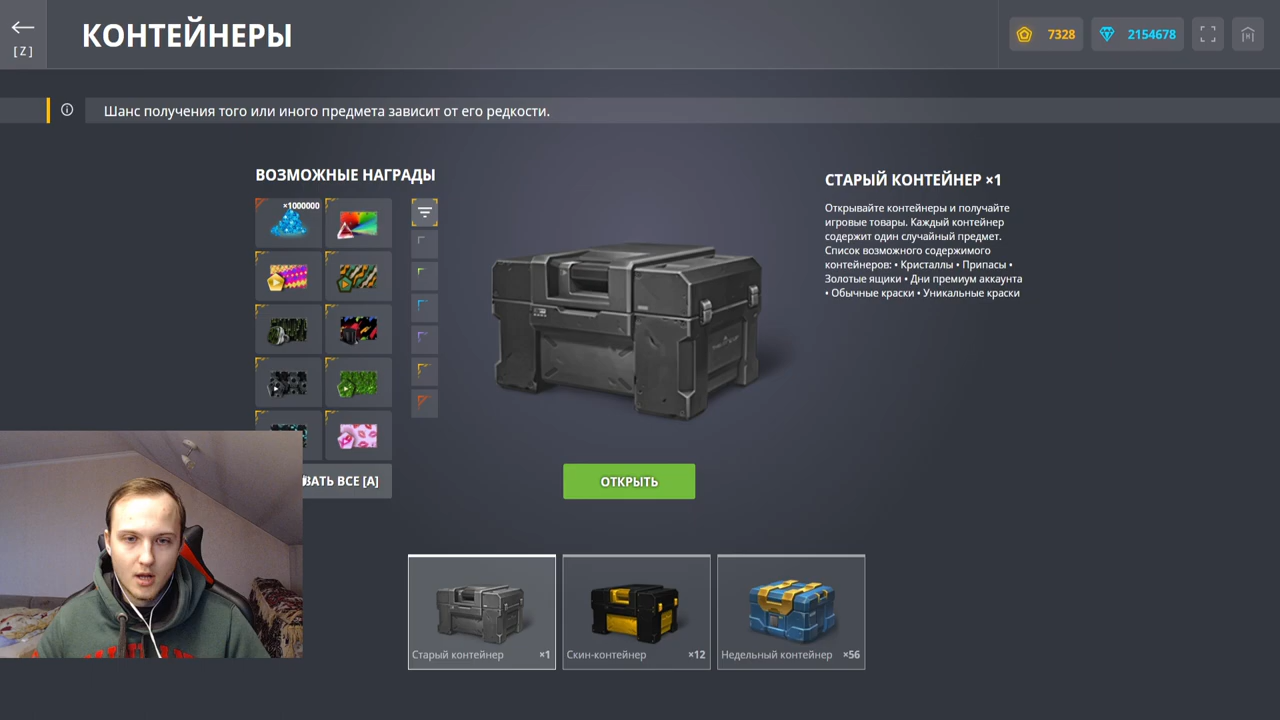 [Z]
КОНТЕЙНЕРЫ
7328
2154678
Шанс получения того или иного предмета зависит от его редкости.
ВОЗМОЖНЫЕ НАГРАДЫ
×1000000
ВАТЬ ВСЕ [A]
СТАРЫЙ КОНТЕЙНЕР ×1
Открывайте контейнеры и получайте
игровые товары. Каждый контейнер
содержит один случайный предмет.
Список возможного содержимого
контейнеров: • Кристаллы • Припасы •
Золотые ящики • Дни премиум аккаунта
• Обычные краски • Уникальные краски
ОТКРЫТЬ
Старый контейнер ×1
Скин-контейнер ×12
Недельный контейнер ×56